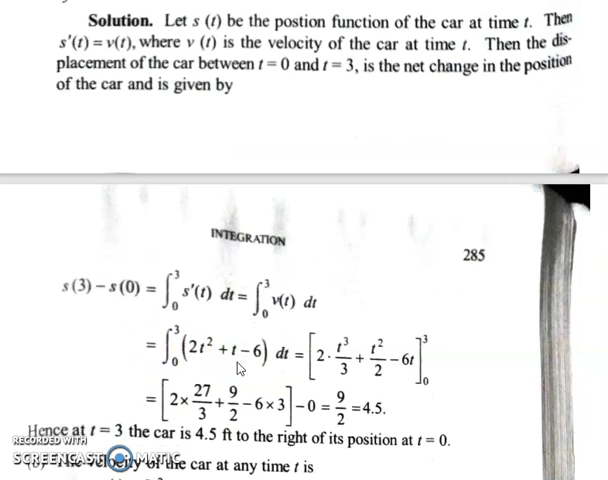 Solution. Let s (t) be the postion function of the car at time t. Then
s'(t) = v(t), where v (t) is the velocity of the car at time t. Then the dis-
placement of the car between t = 0 and t = 3, is the net change in the position
of the car and is given by
INTEGRATION
285
s (3) – s (0) = ∫₀³ s'(t) dt = ∫₀³ v(t) dt
= ∫₀³ (2t² + t – 6) dt = [2 · t³/3 + t²/2 – 6t]₀³
= [2 × 27/3 + 9/2 – 6 × 3] – 0 = 9/2 = 4.5.
Hence at t = 3 the car is 4.5 ft to the right of its position at t = 0.
RECORDED WITH
SCREENCAST-O-MATIC
The velocity of the car at any time t is